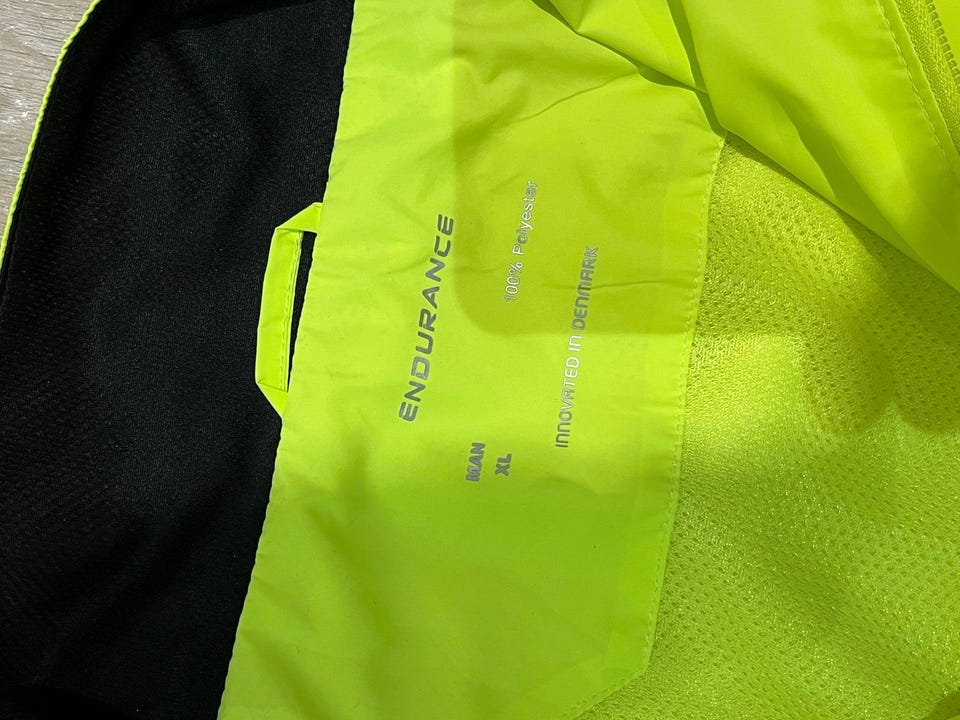 ENDURANCE
MAN
XL
100% Polyester
INNOVATED IN DENMARK